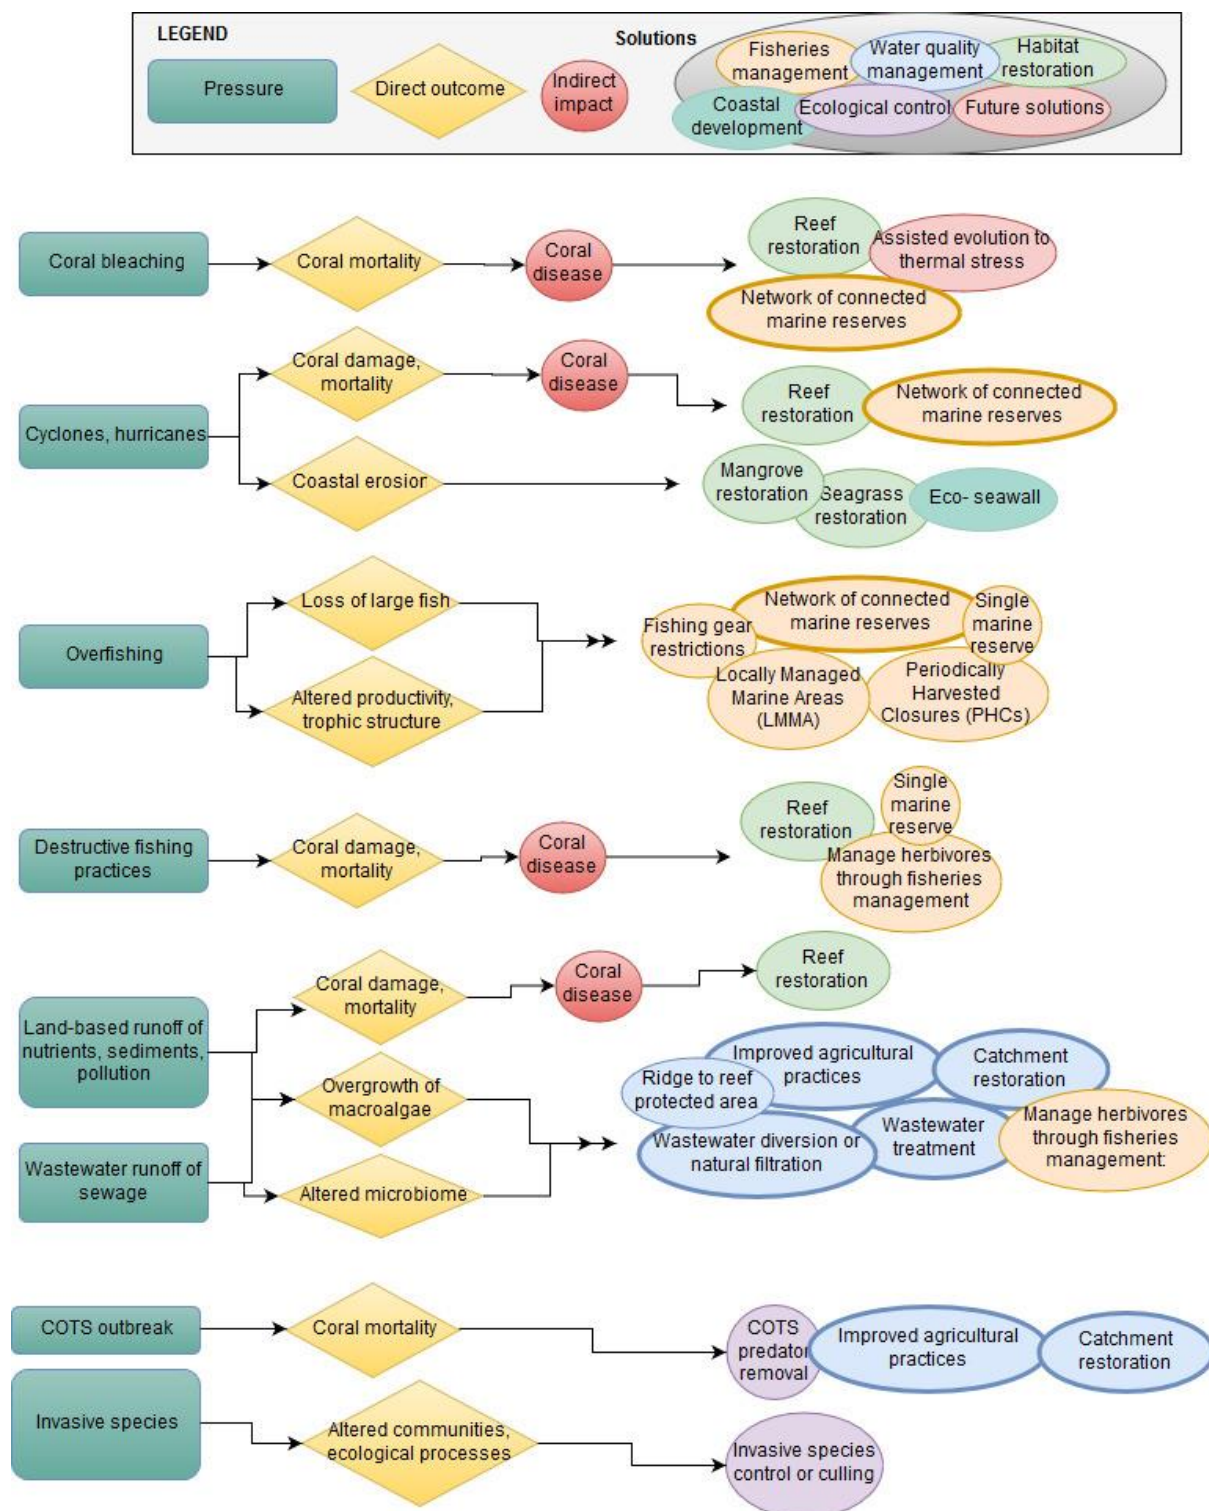 LEGEND
Pressure
Direct outcome
Indirect
impact
Solutions
Fisheries
management
Water quality
management
Habitat
restoration
Coastal
development
Ecological control
Future solutions
Coral bleaching
Coral mortality
Coral
disease
Reef
restoration
Assisted evolution to
thermal stress
Network of connected
marine reserves
Cyclones, hurricanes
Coral damage,
mortality
Coral
disease
Reef
restoration
Network of connected
marine reserves
Coastal erosion
Mangrove
restoration
Seagrass
restoration
Eco- seawall
Overfishing
Loss of large fish
Altered productivity,
trophic structure
Fishing gear
restrictions
Network of connected
marine reserves
Single
marine
reserve
Locally Managed
Marine Areas
(LMMA)
Periodically
Harvested
Closures (PHCs)
Destructive fishing
practices
Coral damage,
mortality
Coral
disease
Reef
restoration
Single
marine
reserve
Manage herbivores
through fisheries
management
Land-based runoff of
nutrients, sediments,
pollution
Coral damage,
mortality
Coral
disease
Reef
restoration
Overgrowth of
macroalgae
Wastewater runoff of
sewage
Altered microbiome
Ridge to reef
protected area
Improved agricultural
practices
Catchment
restoration
Wastewater diversion or
natural filtration
Wastewater
treatment
Manage herbivores
through fisheries
management:
COTS outbreak
Coral mortality
COTS
predator
removal
Improved agricultural
practices
Catchment
restoration
Invasive species
Altered communities,
ecological processes
Invasive species
control or culling